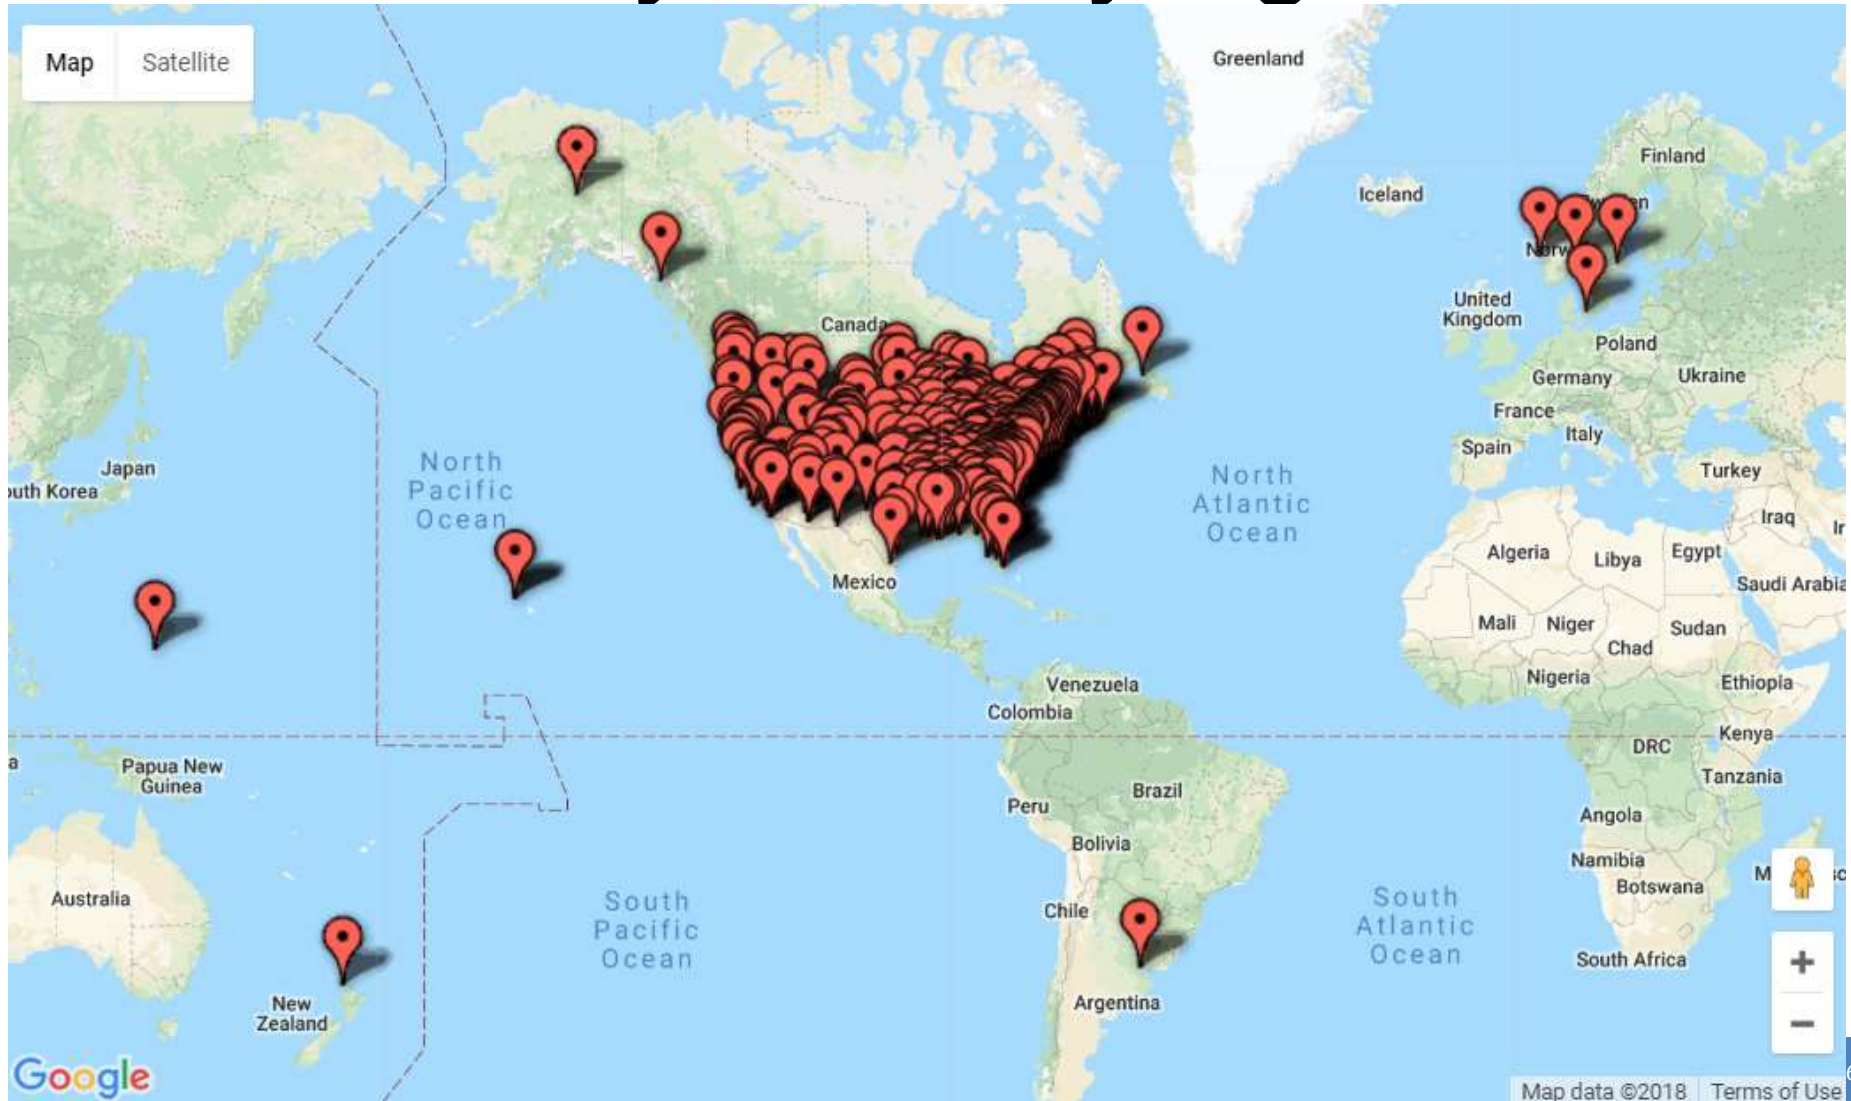 Map
Satellite
Greenland
Finland
Iceland
Canada
United
Kingdom
Poland
Germany
Ukraine
France
Italy
Spain
Turkey
Japan
outh Korea
North
Pacific
Ocean
North
Atlantic
Ocean
Iraq
Ir
Algeria
Libya
Egypt
Saudi Arabia
Mexico
Mali
Niger
Chad
Sudan
Nigeria
Ethiopia
Venezuela
Colombia
Kenya
DRC
Tanzania
a
Papua New
Guinea
Brazil
Peru
Angola
Bolivia
Namibia
Botswana
Australia
Chile
South
Pacific
Ocean
South
Atlantic
Ocean
South Africa
Argentina
New
Zealand
+
−
Google
Map data ©2018
Terms of Use